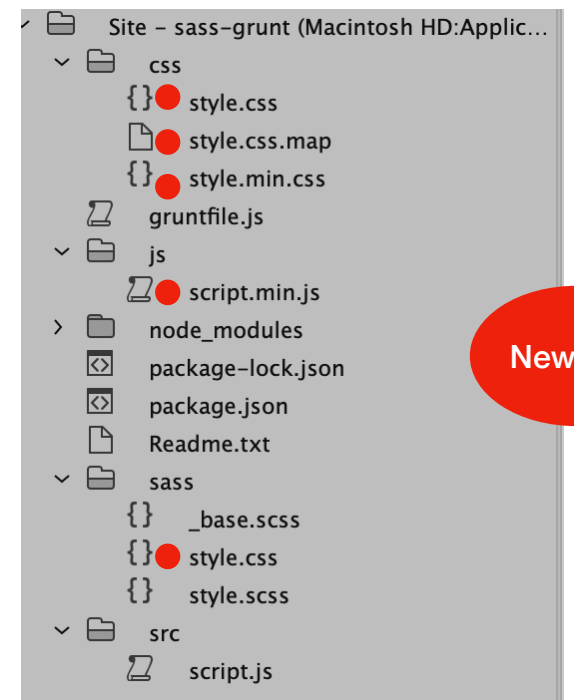 Site – sass-grunt (Macintosh HD:Applic...
css
style.css
style.css.map
style.min.css
gruntfile.js
js
script.min.js
node_modules
New
package-lock.json
package.json
Readme.txt
sass
_base.scss
style.css
style.scss
src
script.js